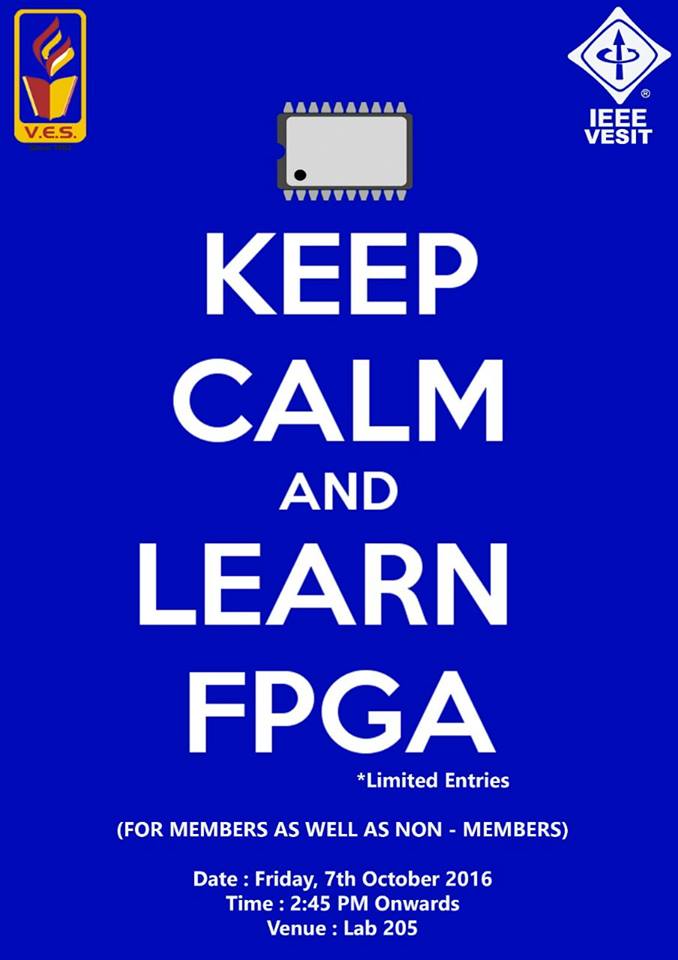 V.E.S.
®
IEEE
VESIT
KEEP
CALM
AND
LEARN
FPGA
*Limited Entries
(FOR MEMBERS AS WELL AS NON - MEMBERS)
Date : Friday, 7th October 2016
Time : 2:45 PM Onwards
Venue : Lab 205